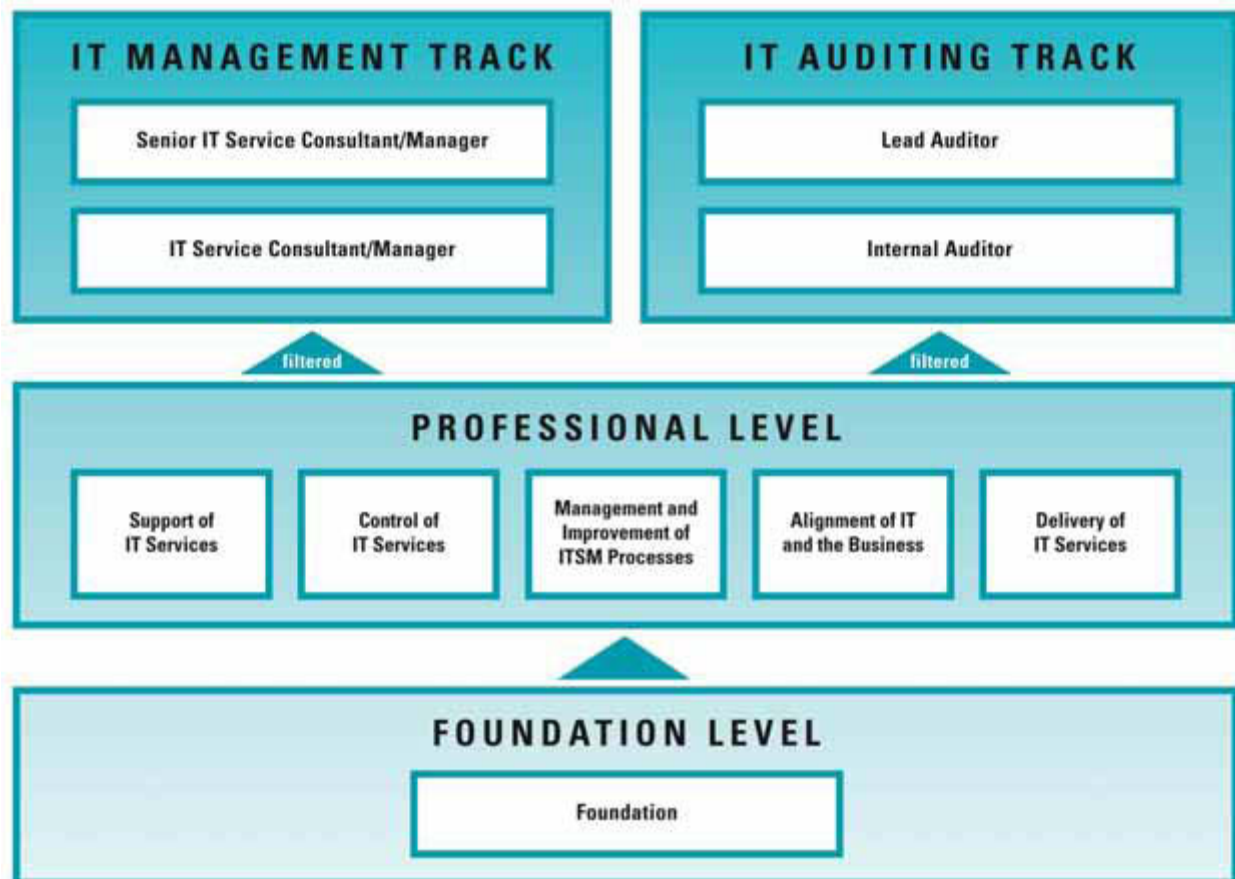 IT MANAGEMENT TRACK
Senior IT Service Consultant/Manager
IT Service Consultant/Manager
IT AUDITING TRACK
Lead Auditor
Internal Auditor
filtered
filtered
PROFESSIONAL LEVEL
Support of
IT Services
Control of
IT Services
Management and
Improvement of
ITSM Processes
Alignment of IT
and the Business
Delivery of
IT Services
FOUNDATION LEVEL
Foundation